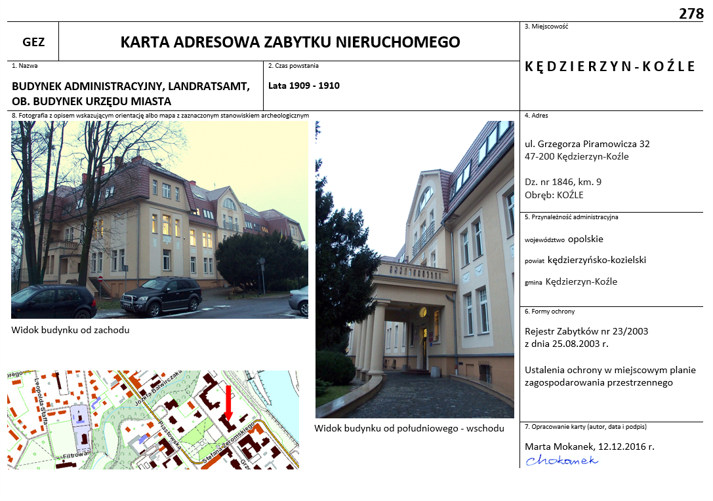 278
GEZ
KARTA ADRESOWA ZABYTKU NIERUCHOMEGO
1. Nazwa
BUDYNEK ADMINISTRACYJNY, LANDRATSAMT,
OB. BUDYNEK URZĘDU MIASTA
2. Czas powstania
Lata 1909 - 1910
3. Miejscowość
KĘDZIERZYN-KOŹLE
8. Fotografia z opisem wskazującym orientację albo mapa z zaznaczonym stanowiskiem archeologicznym
Widok budynku od zachodu
Widok budynku od południowego - wschodu
4. Adres
ul. Grzegorza Piramowicza 32
47-200 Kędzierzyn-Koźle
Dz. nr 1846, km. 9
Obręb: KOŹLE
5. Przynależność administracyjna
województwo opolskie
powiat kędzierzyńsko-kozielski
gmina Kędzierzyn-Koźle
6. Formy ochrony
Rejestr Zabytków nr 23/2003
z dnia 25.08.2003 r.
Ustalenia ochrony w miejscowym planie
zagospodarowania przestrzennego
7. Opracowanie karty (autor, data i podpis)
Marta Mokanek, 12.12.2016 r.
Leopolda Staffa
Piastowska
Stefana Żeromskiego